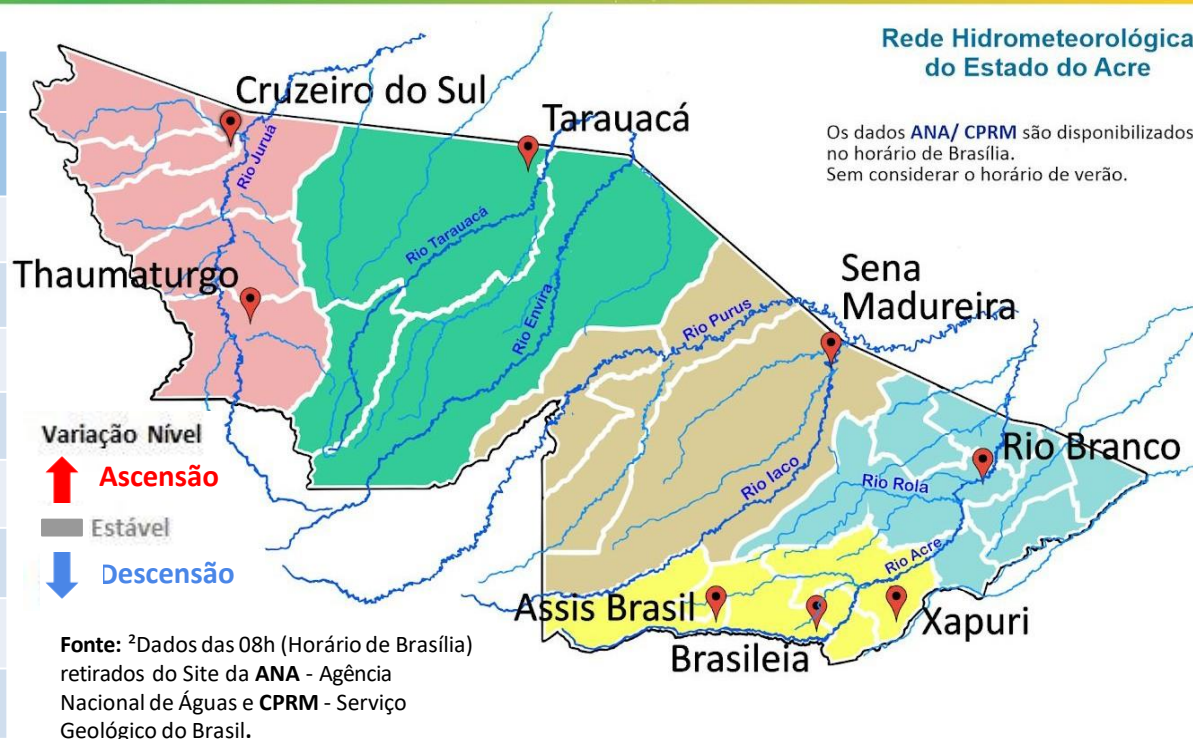 Rede Hidrometeorológica
do Estado do Acre
Os dados ANA/ CPRM são disponibilizados
no horário de Brasília.
Sem considerar o horário de verão.
Cruzeiro do Sul
Tarauacá
Rio Juruá
Rio Tarauacá
Thaumaturgo
Rio Envira
Sena
Madureira
Rio Purus
Rio Branco
Rio Iaco
Rio Rola
Rio Acre
Assis Brasil
Brasileia
Xapuri
Variação Nível
Ascensão
Estável
Descensão
Fonte: ²Dados das 08h (Horário de Brasília)
retirados do Site da ANA - Agência
Nacional de Águas e CPRM - Serviço
Geológico do Brasil.